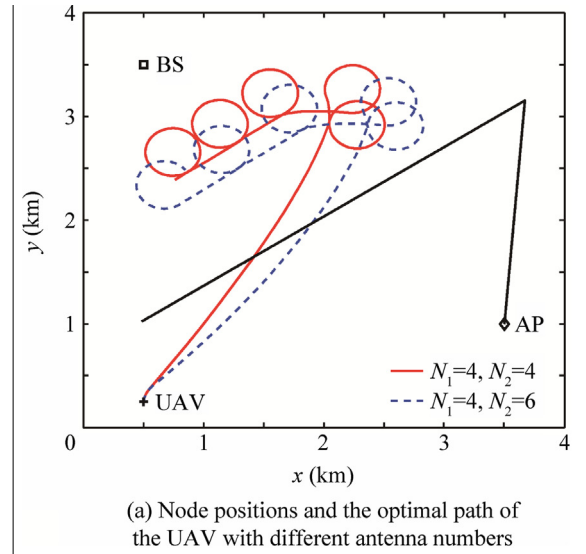 4
BS
3
y (km)
2
1
AP
N₁=4, N₂=4
N₁=4, N₂=6
UAV
0
0 1 2 3 4
x (km)
(a) Node positions and the optimal path of
the UAV with different antenna numbers